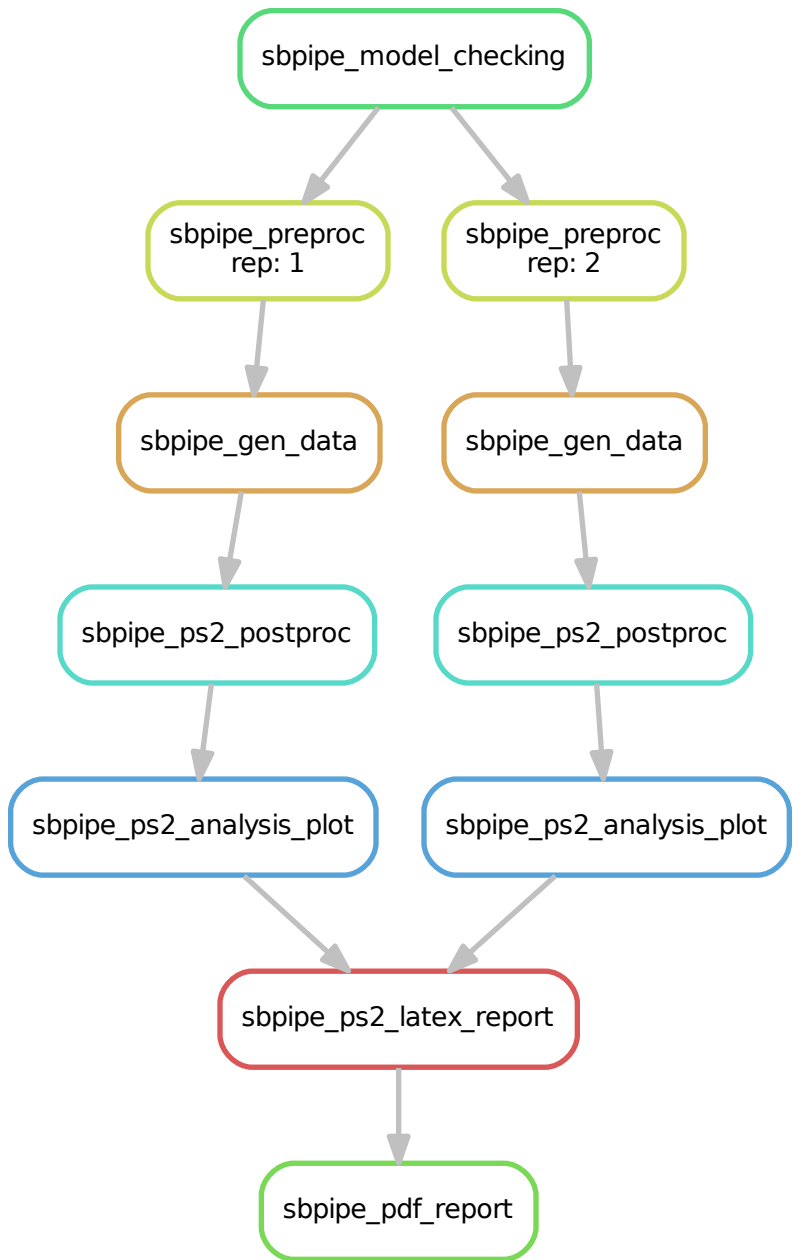 sbpipe_model_checking
sbpipe_preproc
rep: 1
sbpipe_preproc
rep: 2
sbpipe_gen_data
sbpipe_gen_data
sbpipe_ps2_postproc
sbpipe_ps2_postproc
sbpipe_ps2_analysis_plot
sbpipe_ps2_analysis_plot
sbpipe_ps2_latex_report
sbpipe_pdf_report